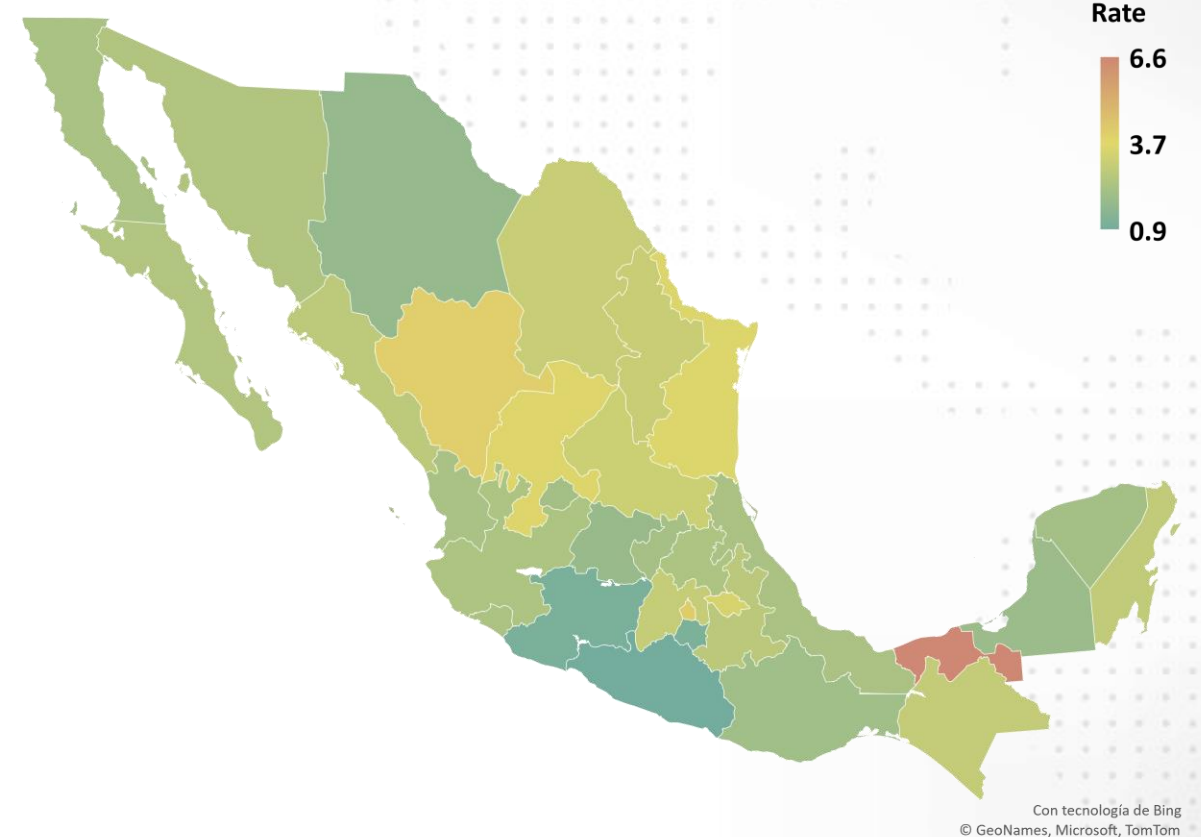 Rate
6.6
3.7
0.9
Con tecnología de Bing
© GeoNames, Microsoft, TomTom